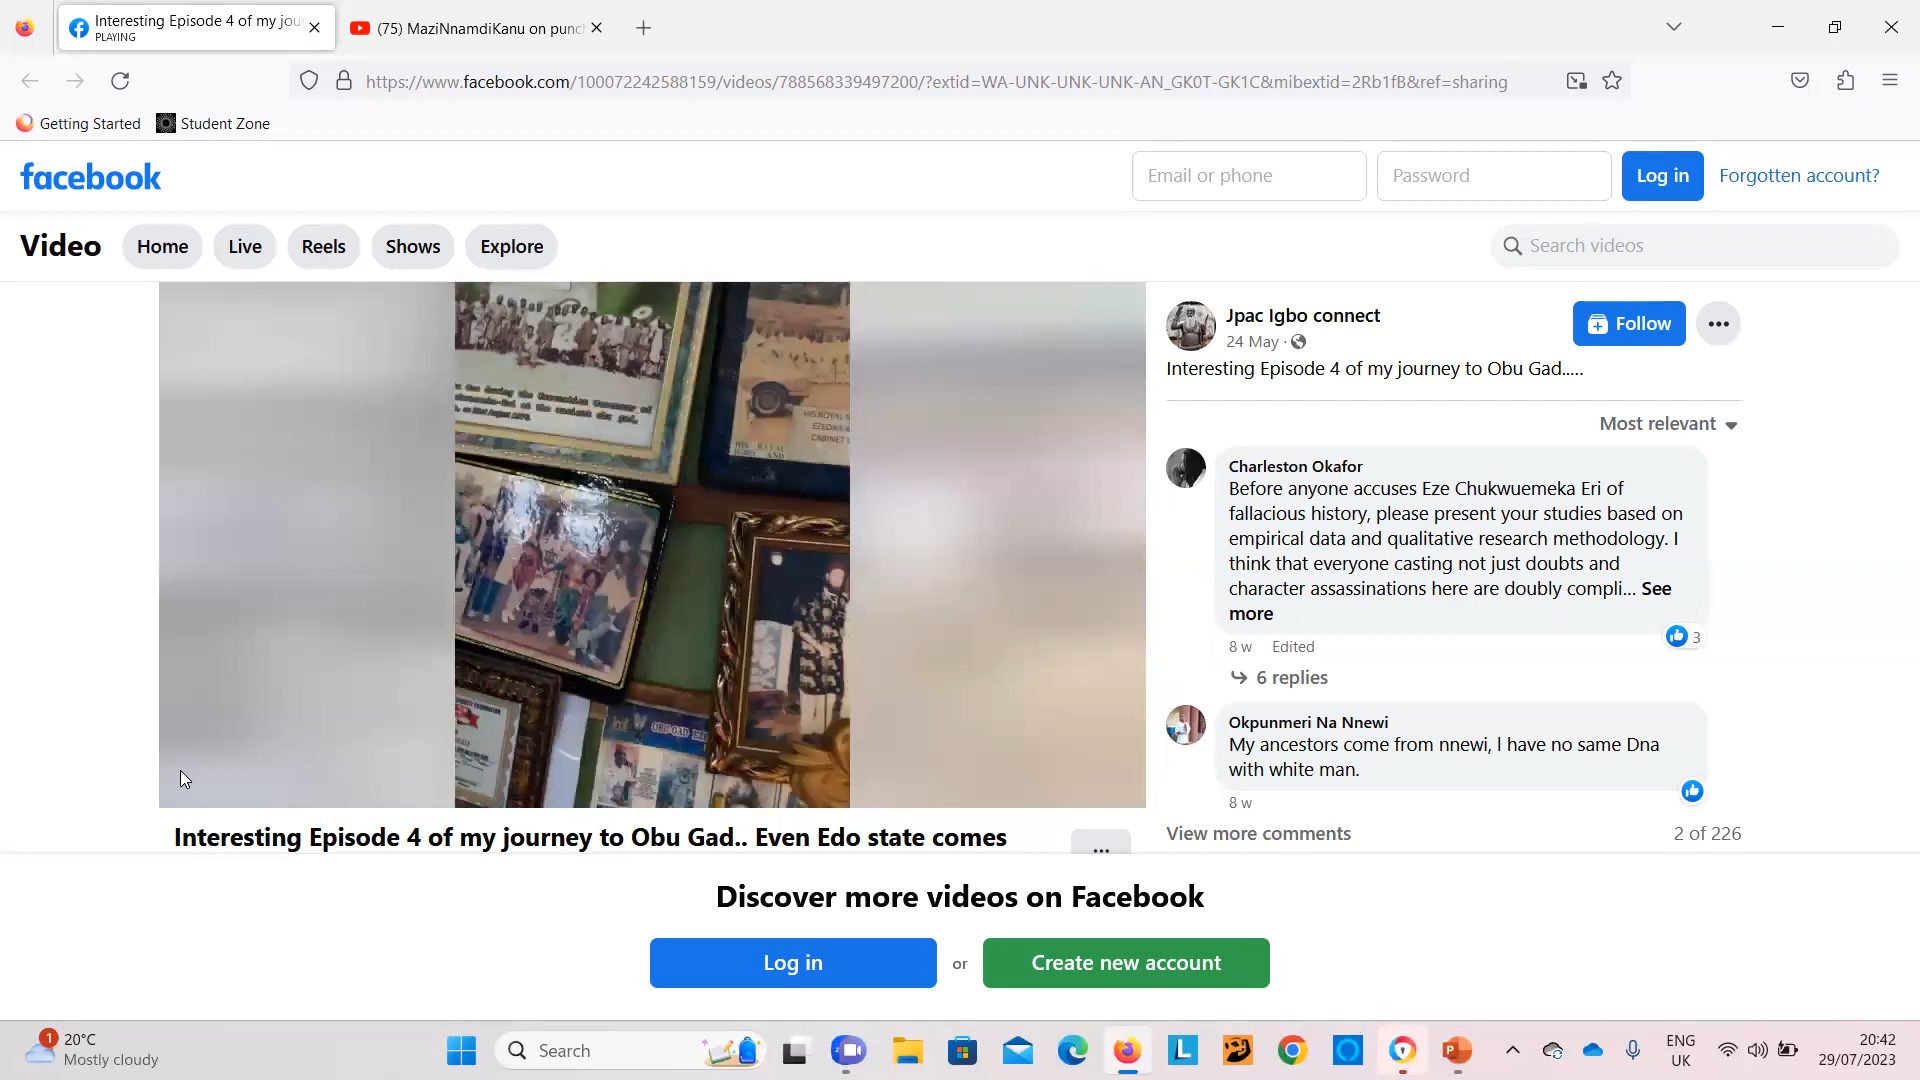 Interesting Episode 4 of my jou
PLAYING
(75) MaziNnamdiKanu on punc
https://www.facebook.com/100072242588159/videos/788568339497200/?extid=WA-UNK-UNK-UNK-AN_GK0T-GK1C&mibextid=2Rb1fB&ref=sharing
Getting Started
Student Zone
facebook
Email or phone
Password
Log in
Forgotten account?
Video
Home
Live
Reels
Shows
Explore
Search videos
Jpac Igbo connect
24 May ·
Follow
Interesting Episode 4 of my journey to Obu Gad.....
Most relevant
Charleston Okafor
Before anyone accuses Eze Chukwuemeka Eri of
fallacious history, please present your studies based on
empirical data and qualitative research methodology. I
think that everyone casting not just doubts and
character assassinations here are doubly compli... See
more
3
8 w Edited
6 replies
Okpunmeri Na Nnewi
My ancestors come from nnewi, I have no same Dna
with white man.
8 w
View more comments
2 of 226
OBU GAD
Interesting Episode 4 of my journey to Obu Gad.. Even Edo state comes
Discover more videos on Facebook
Log in
or
Create new account
1
20°C
Mostly cloudy
Search
ENG
UK
20:42
29/07/2023